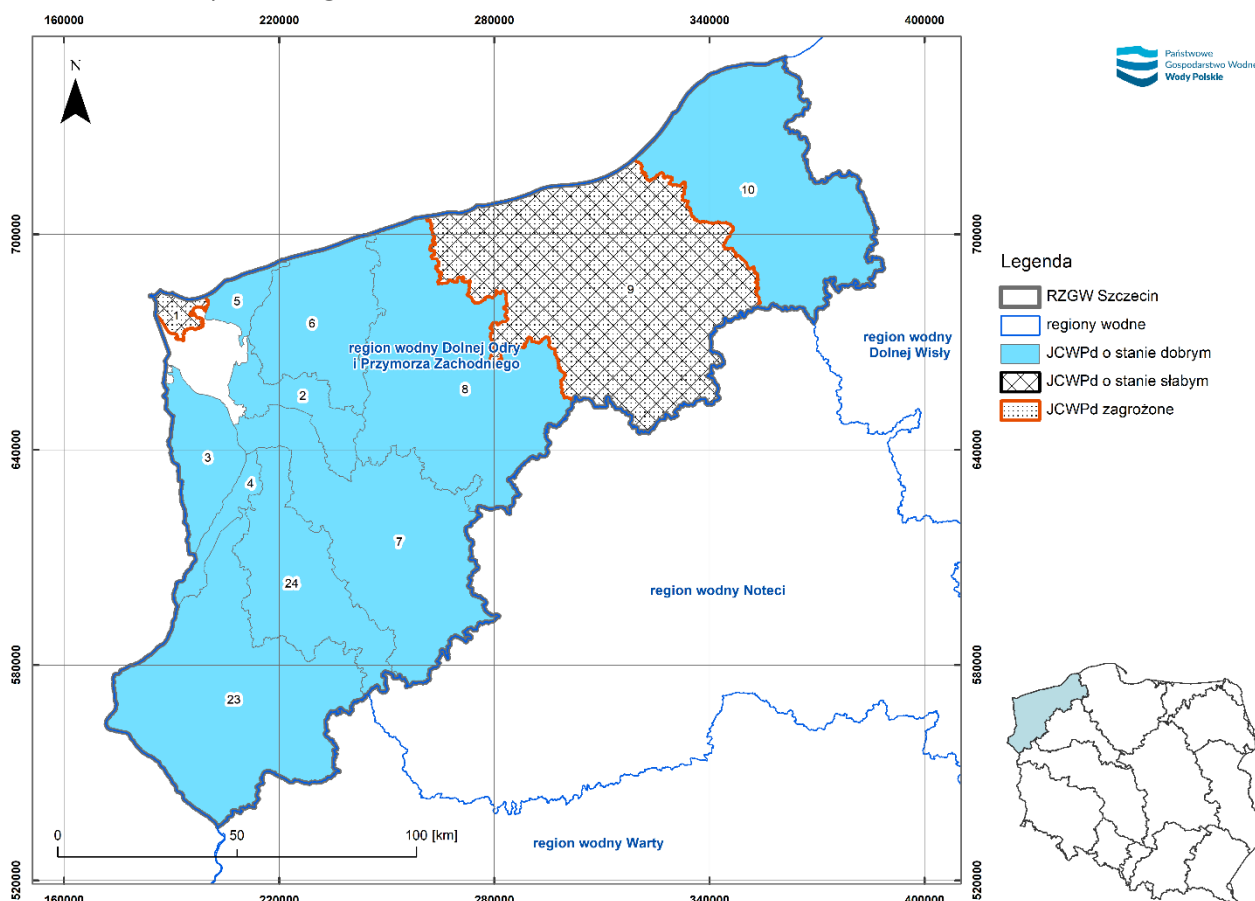 160000 220000 280000 340000 400000
Państwowe
Gospodarstwo Wodne
Wody Polskie
N
10
700000 700000
Legenda
RZGW Szczecin
regiony wodne
JCWPd o stanie dobrym
JCWPd o stanie słabym
JCWPd zagrożone
5
9
1
6
region wodny
Dolnej Wisły
region wodny Dolnej Odry
i Przymorza Zachodniego
8
2
640000 640000
3
4
7
24
region wodny Noteci
580000 580000
23
0 50 100 [km]
region wodny Warty
520000 520000
160000 220000 280000 340000 400000